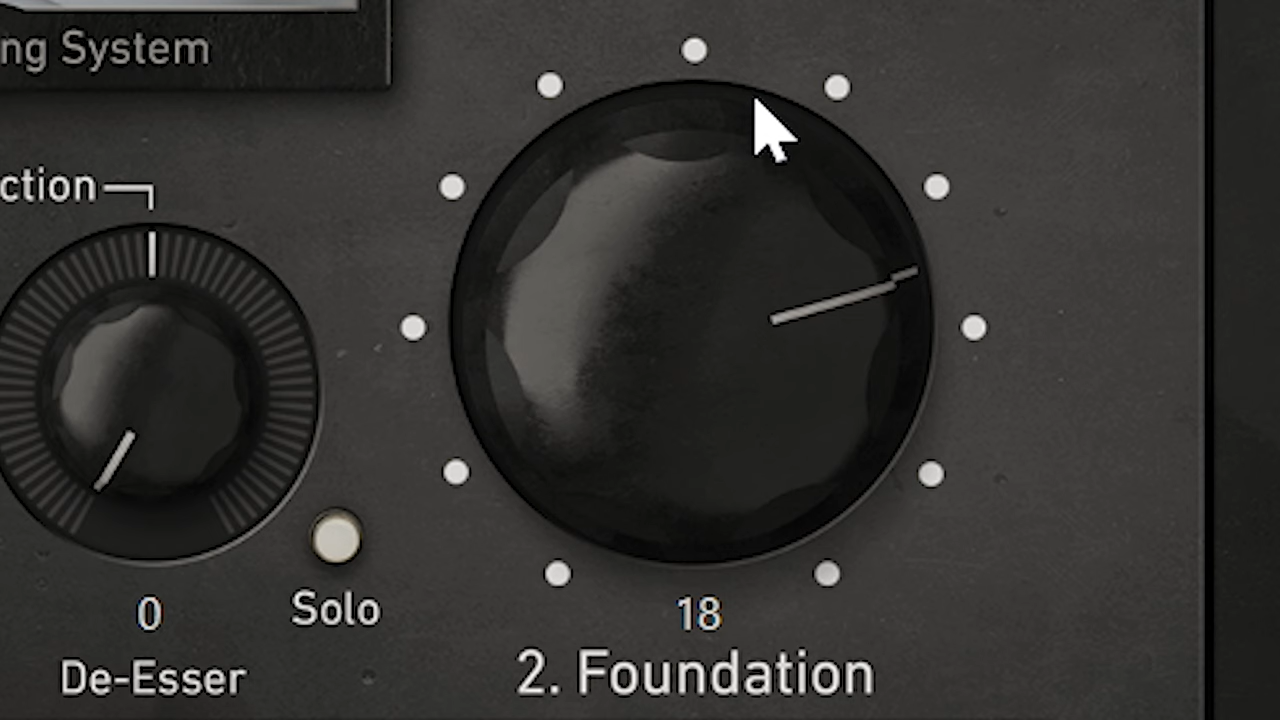 ng System
ction
0
Solo
De-Esser
18
2. Foundation